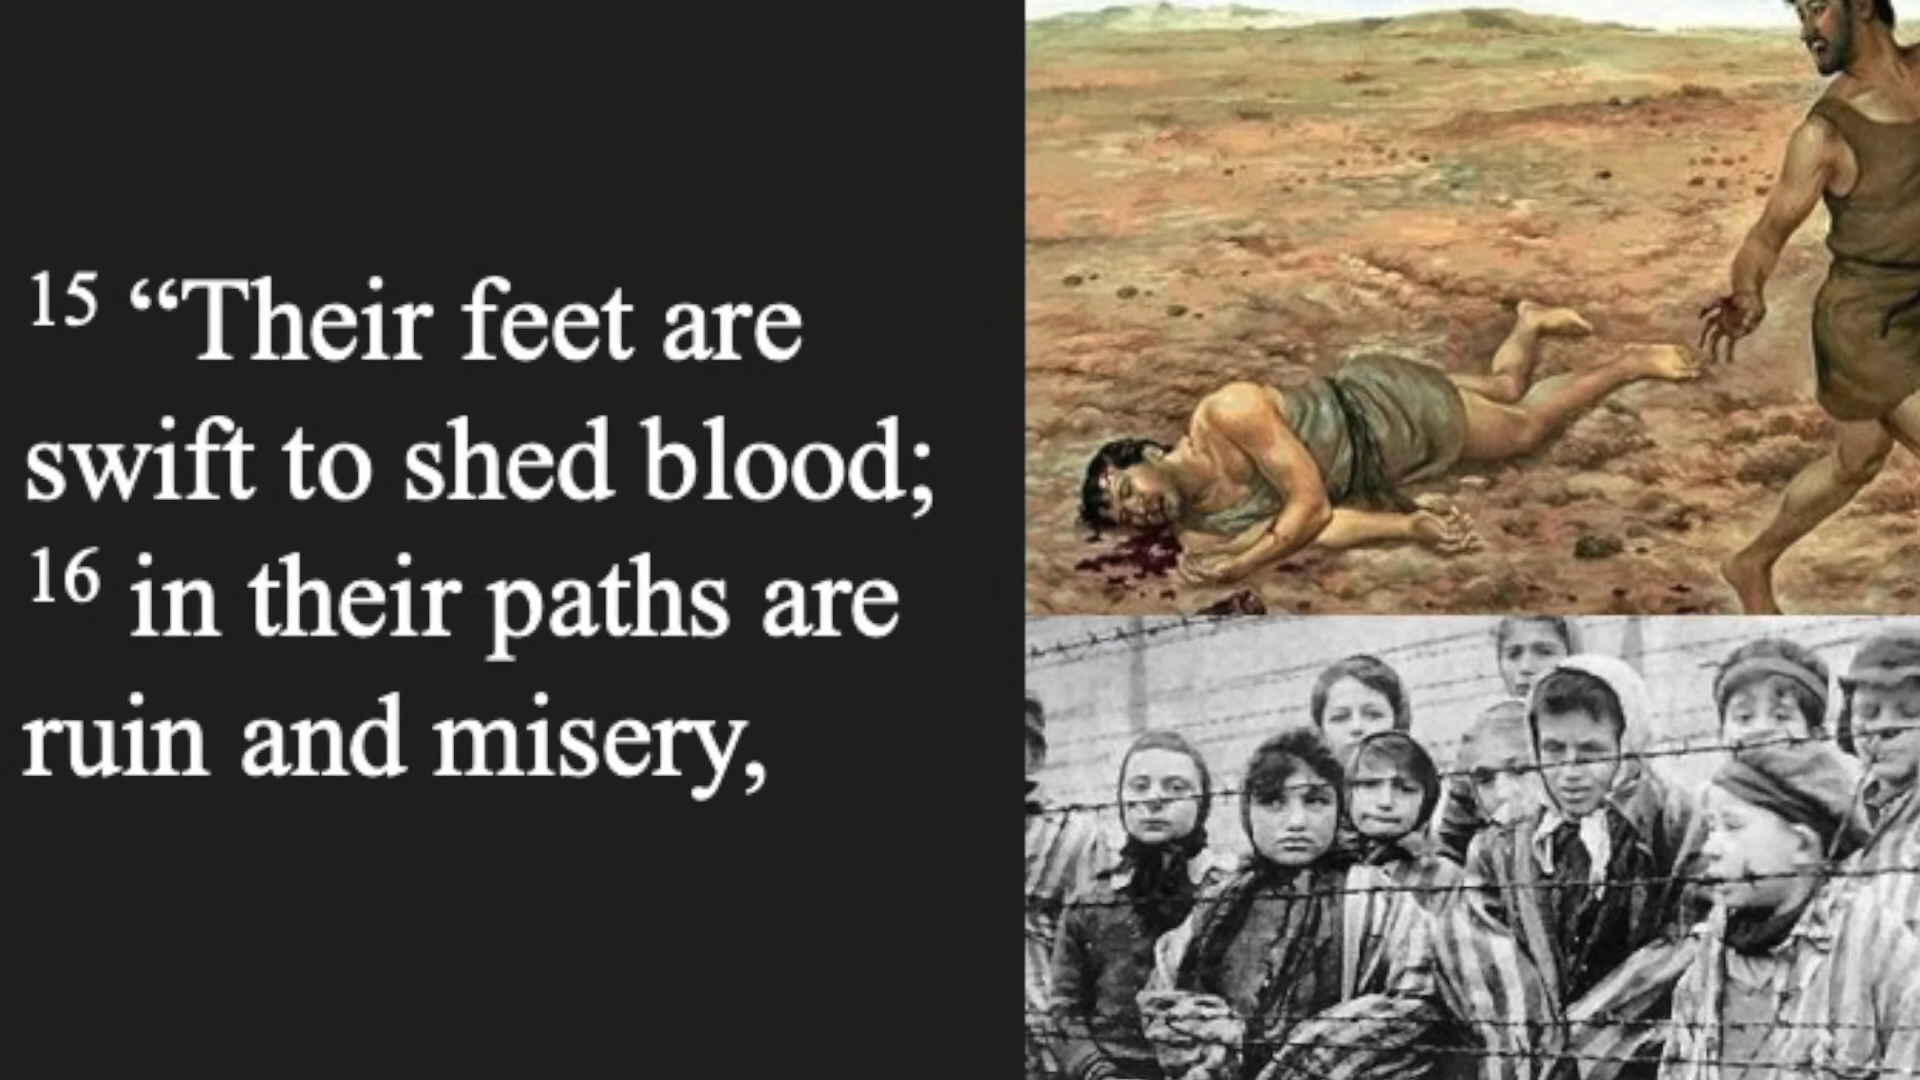 15 “Their feet are
swift to shed blood;
16 in their paths are
ruin and misery,